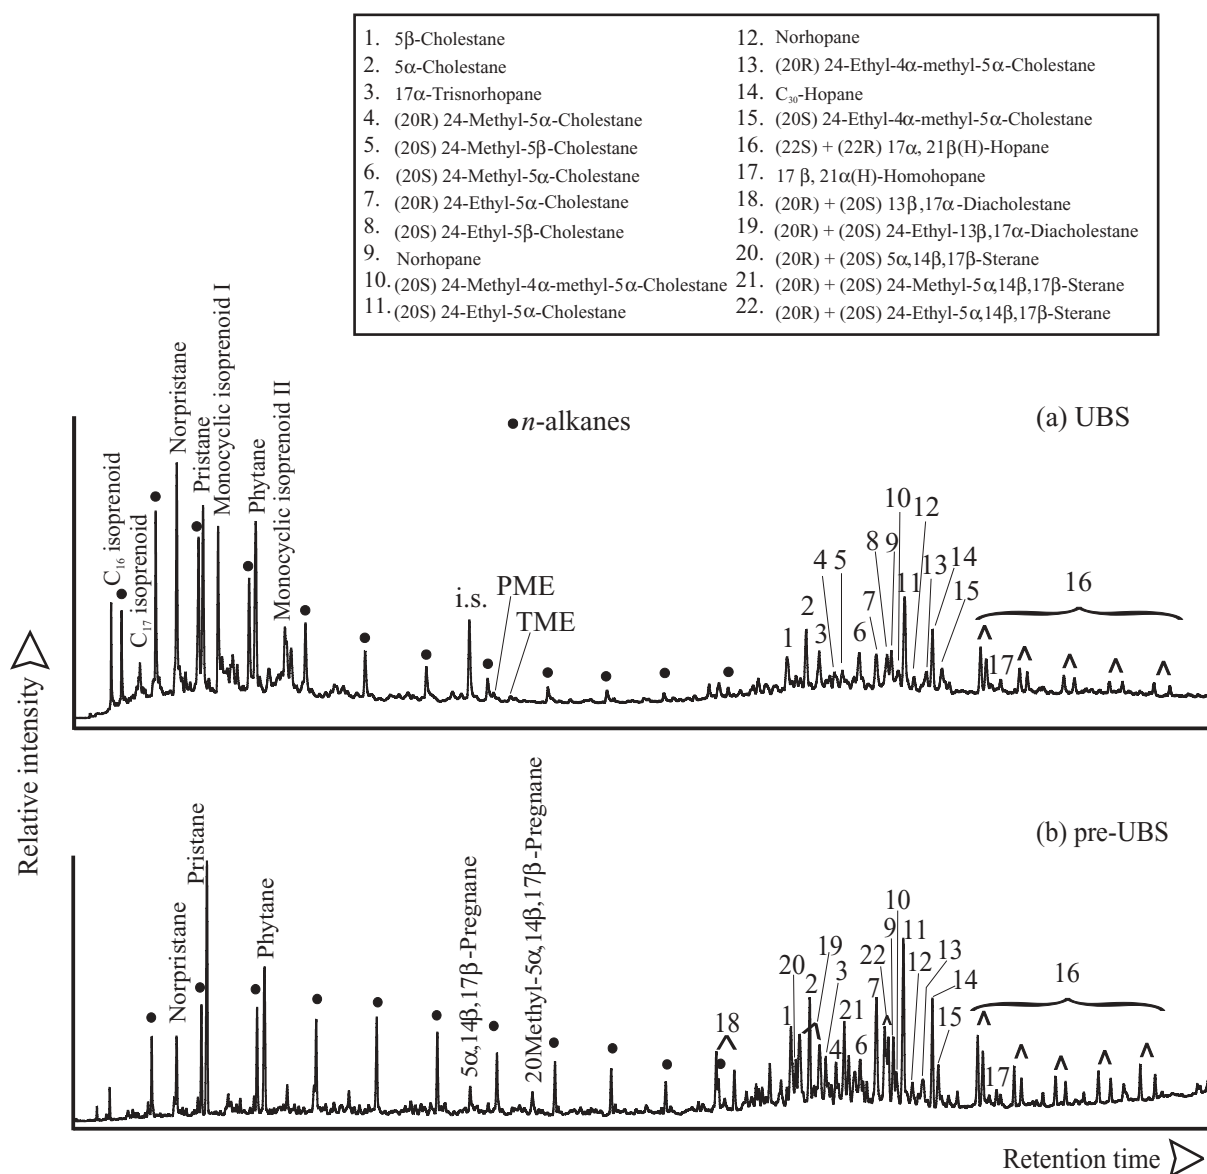 1. 5β-Cholestane
2. 5α-Cholestane
3. 17α-Trisnorhopane
4. (20R) 24-Methyl-5α-Cholestane
5. (20S) 24-Methyl-5β-Cholestane
6. (20S) 24-Methyl-5α-Cholestane
7. (20R) 24-Ethyl-5α-Cholestane
8. (20S) 24-Ethyl-5β-Cholestane
9. Norhopane
10. (20S) 24-Methyl-4α-methyl-5α-Cholestane
11. (20S) 24-Ethyl-5α-Cholestane
12. Norhopane
13. (20R) 24-Ethyl-4α-methyl-5α-Cholestane
14. C₃₀-Hopane
15. (20S) 24-Ethyl-4α-methyl-5α-Cholestane
16. (22S) + (22R) 17α, 21β(H)-Hopane
17. 17 β, 21α(H)-Homohopane
18. (20R) + (20S) 13β,17α-Diacholestane
19. (20R) + (20S) 24-Ethyl-13β,17α-Diacholestane
20. (20R) + (20S) 5α,14β,17β-Sterane
21. (20R) + (20S) 24-Methyl-5α,14β,17β-Sterane
22. (20R) + (20S) 24-Ethyl-5α,14β,17β-Sterane
(a) UBS
n-alkanes
C₁₆ isoprenoid
C₁₇ isoprenoid
Norpristane
Pristane
Monocyclic isoprenoid I
Phytane
Monocyclic isoprenoid II
i.s.
PME
TME
1
2
3
4
5
6
7
8
9
10
11
12
13
14
15
16
17
Relative intensity
(b) pre-UBS
Norpristane
Pristane
Phytane
5α,14β,17β-Pregnane
20Methyl-5α,14β,17β-Pregnane
18
20
1
2
19
3
4
21
6
7
22
9
10
11
12
13
14
15
16
17
Retention time